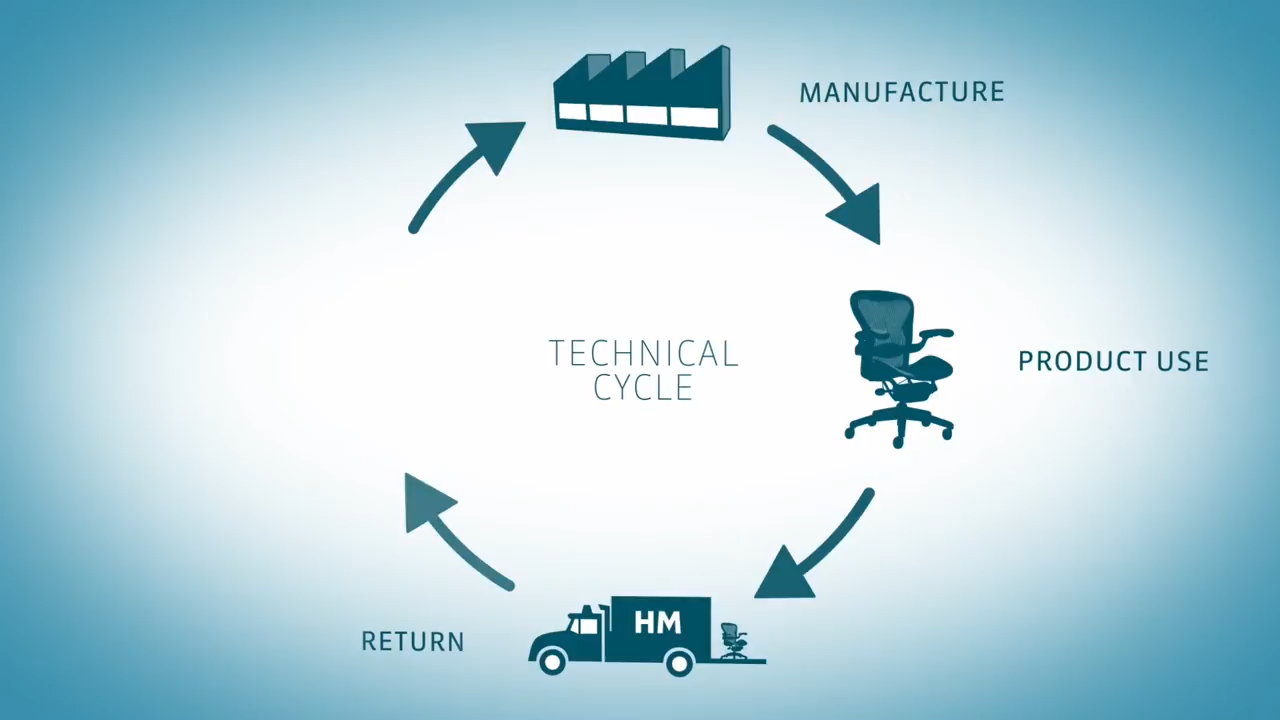 MANUFACTURE
TECHNICAL
CYCLE
PRODUCT USE
HM
RETURN